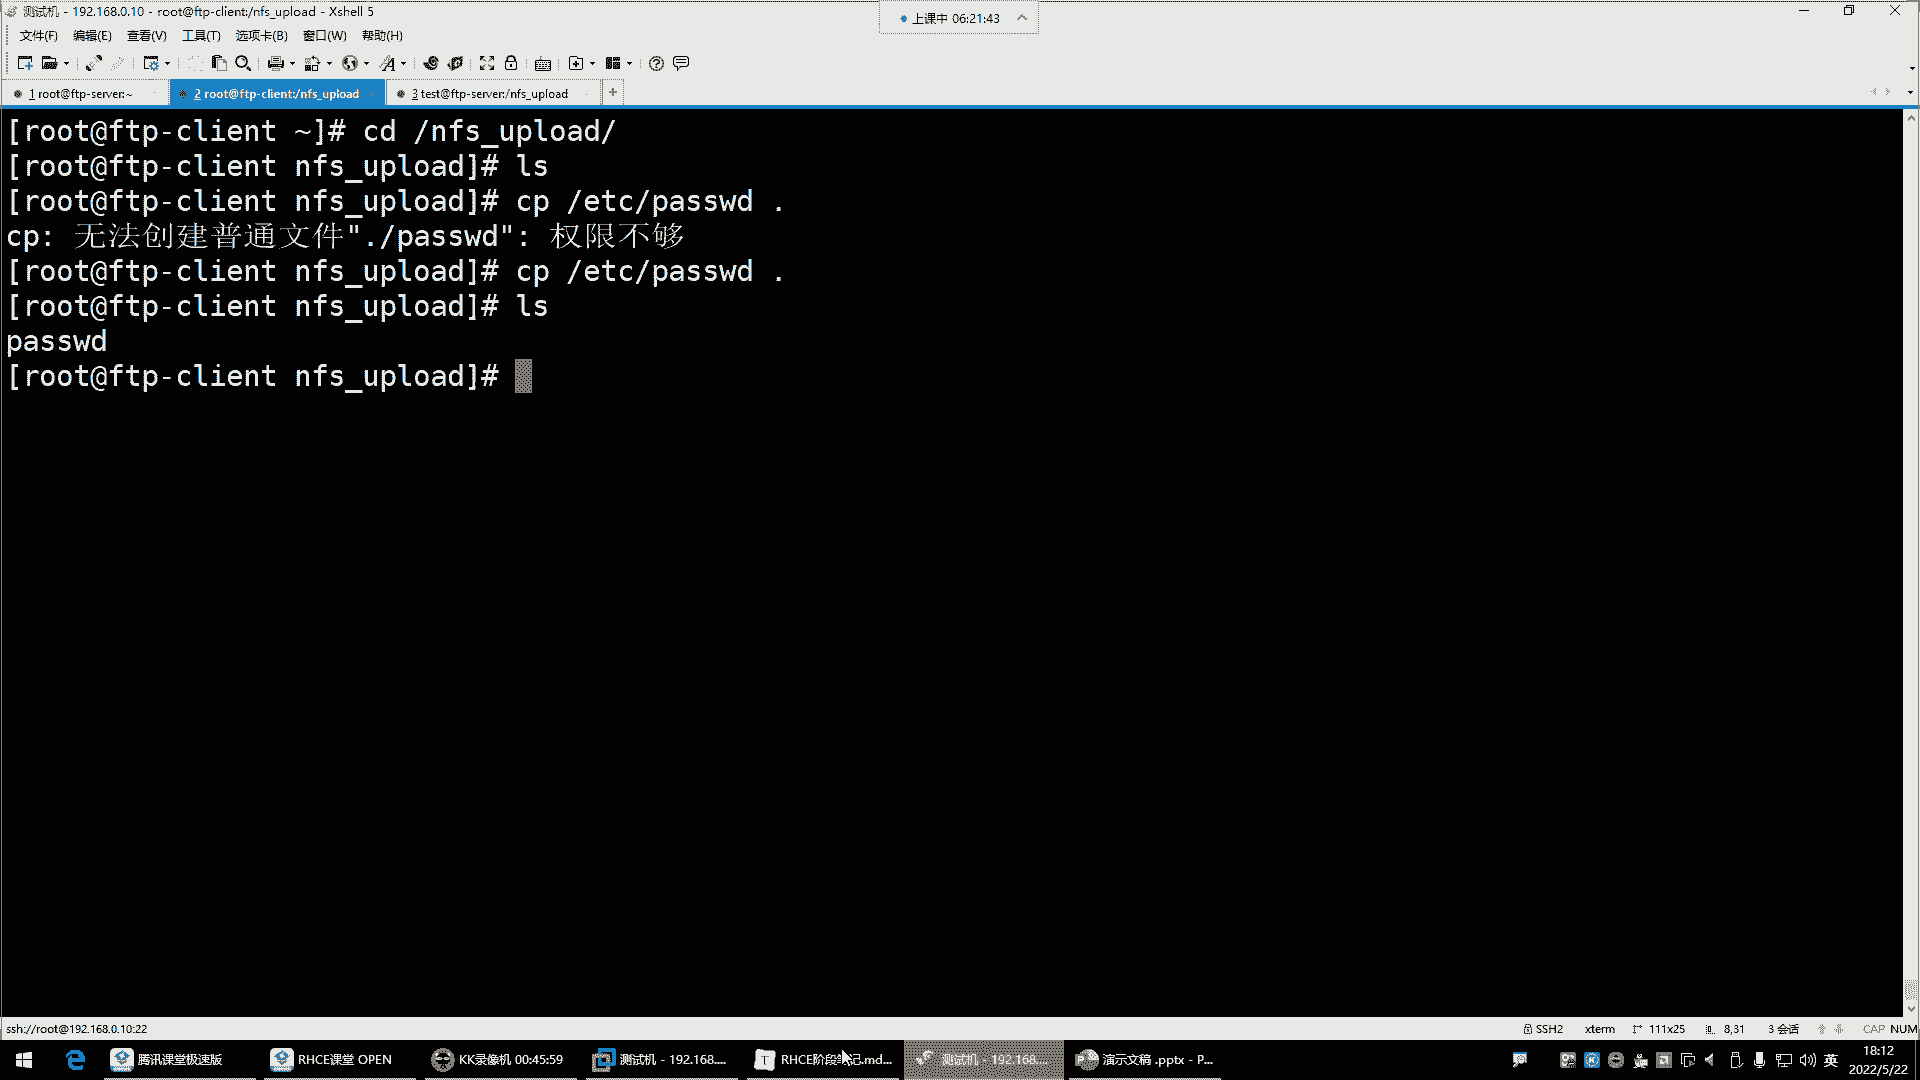 测试机 - 192.168.0.10 - root@ftp-client:/nfs_upload - Xshell 5
上课中 06:21:43
文件(F) 编辑(E) 查看(V) 工具(T) 选项卡(B) 窗口(W) 帮助(H)
1 root@ftp-server:~ 2 root@ftp-client:/nfs_upload 3 test@ftp-server:/nfs_upload
[root@ftp-client ~]# cd /nfs_upload/
[root@ftp-client nfs_upload]# ls
[root@ftp-client nfs_upload]# cp /etc/passwd .
cp: 无法创建普通文件"./passwd": 权限不够
[root@ftp-client nfs_upload]# cp /etc/passwd .
[root@ftp-client nfs_upload]# ls
passwd
[root@ftp-client nfs_upload]#
ssh://root@192.168.0.10:22 SSH2 xterm 111x25 8,31 3 会话 CAP NUM
腾讯课堂极速版 RHCE课堂 OPEN KK录像机 00:45:59 测试机 - 192.168.... RHCE阶段笔记.md... 测试机 - 192.168.... 演示文稿 .pptx - P... 英 18:12
2022/5/22